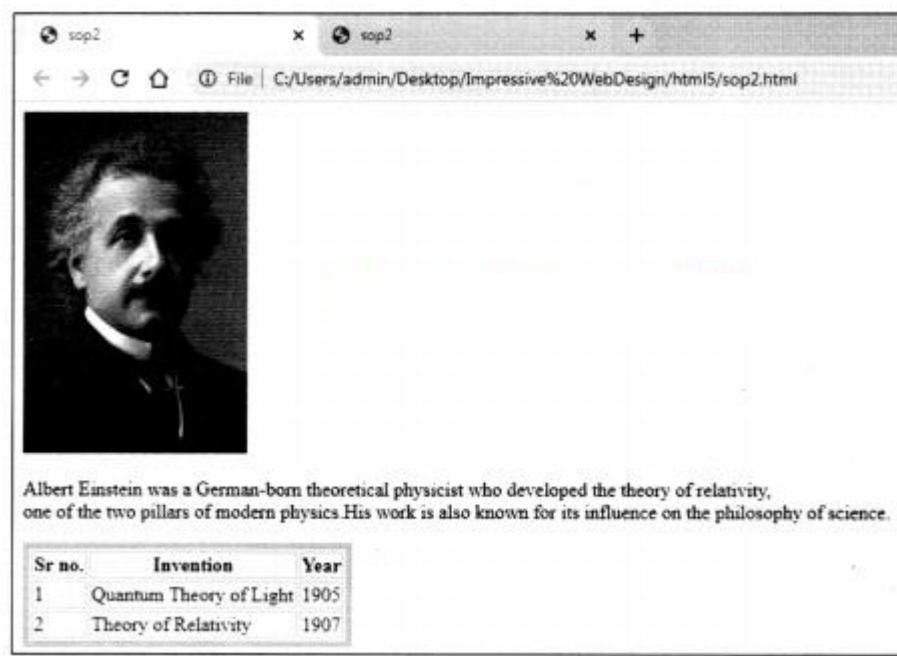 sop2 × sop2 × +
File | C:/Users/admin/Desktop/Impressive%20WebDesign/html5/sop2.html
Albert Einstein was a German-born theoretical physicist who developed the theory of relativity,
one of the two pillars of modern physics.His work is also known for its influence on the philosophy of science.
Sr no. Invention Year
1 Quantum Theory of Light 1905
2 Theory of Relativity 1907